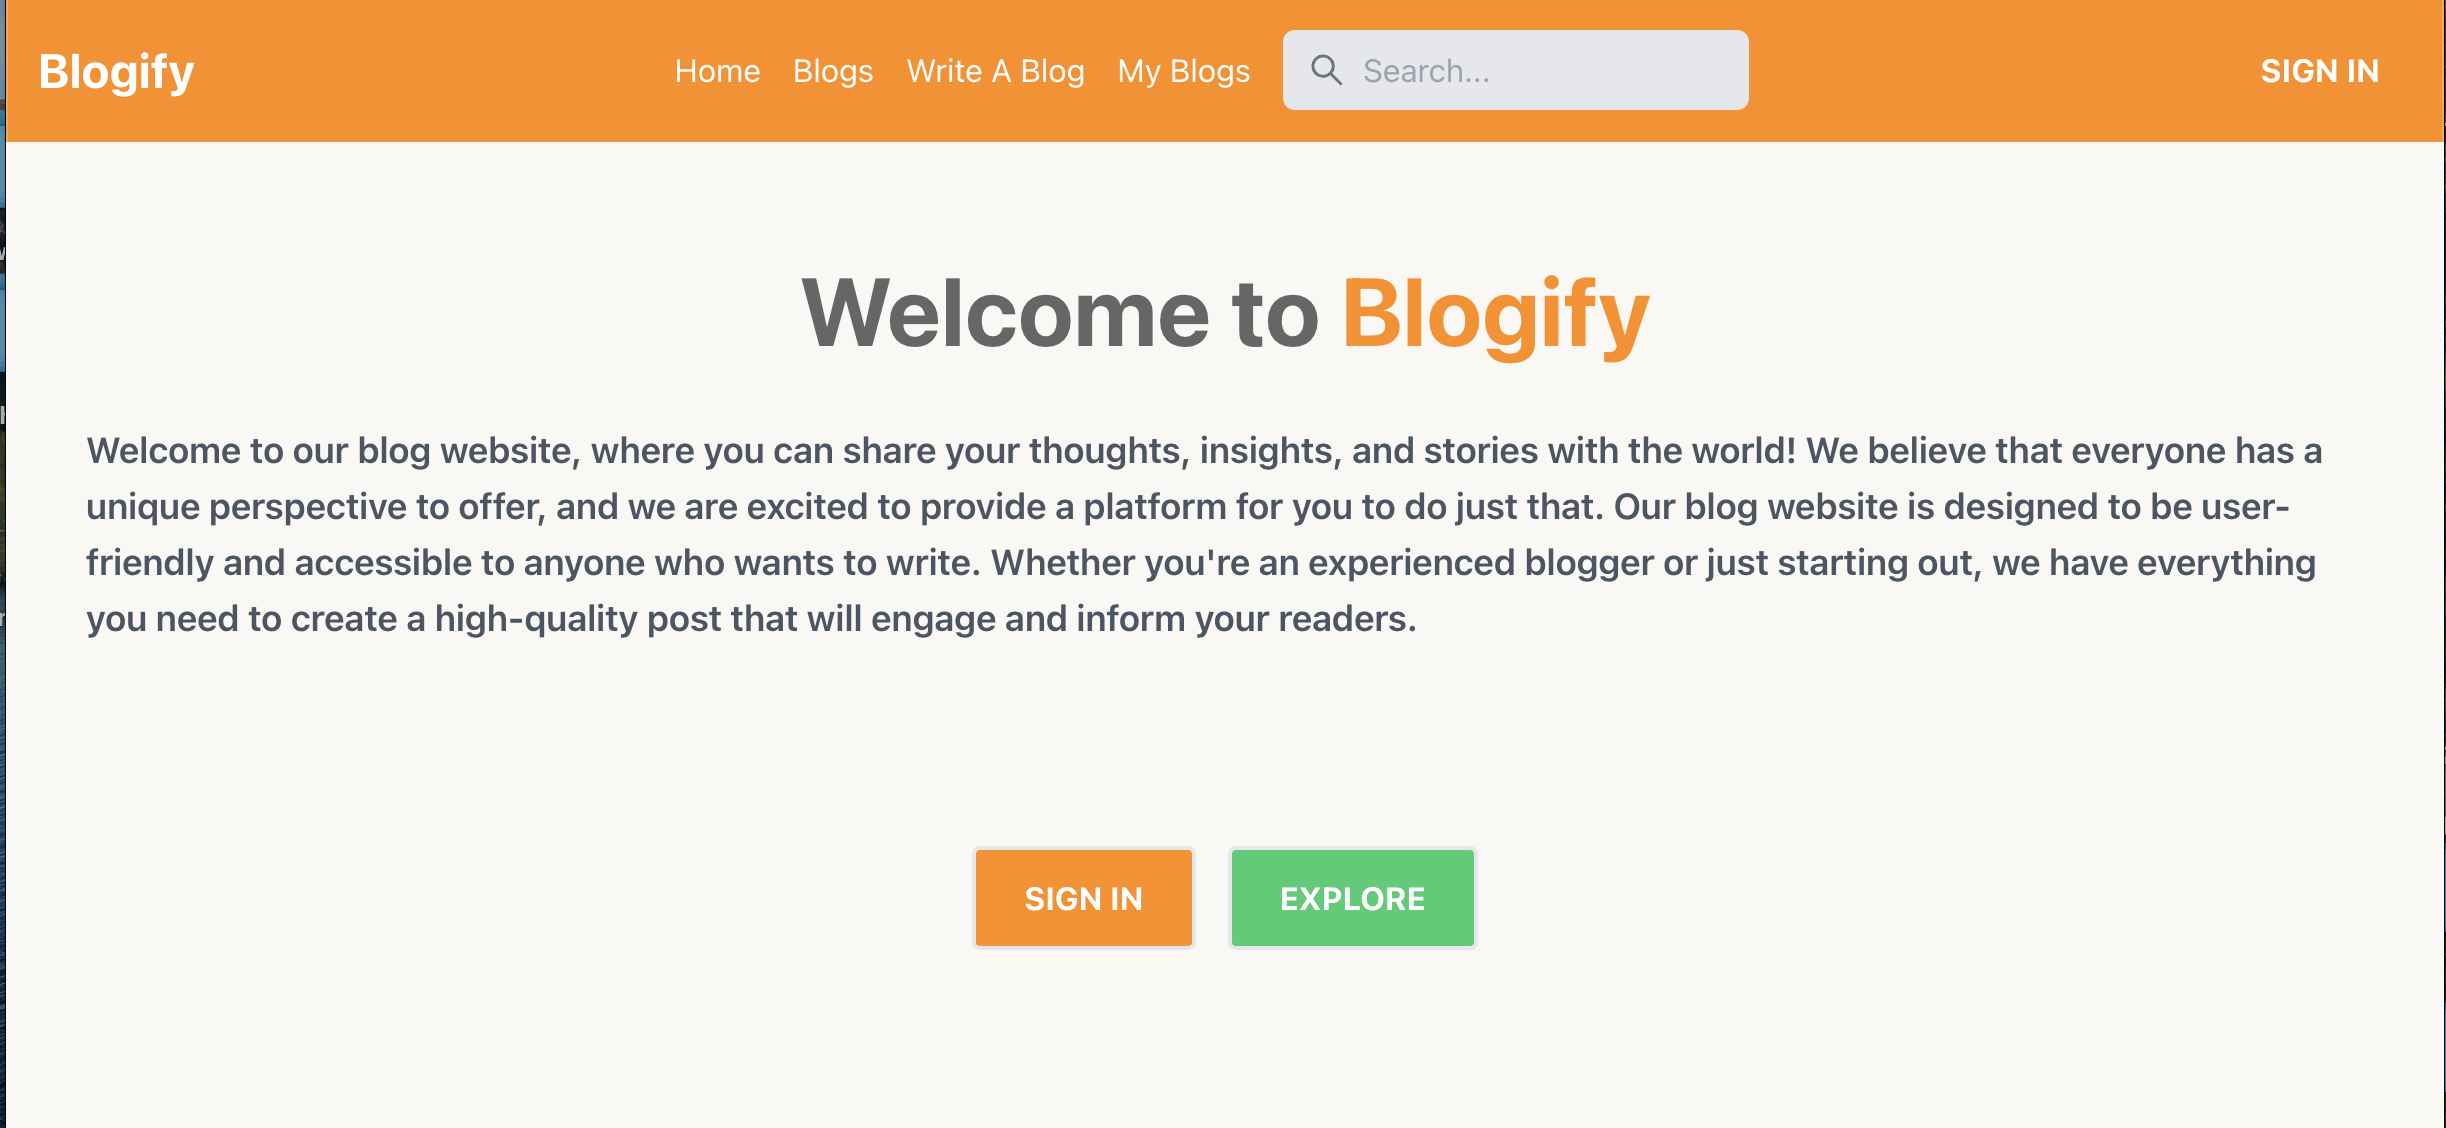 Blogify
Home
Blogs
Write A Blog
My Blogs
Search...
SIGN IN
Welcome to Blogify
Welcome to our blog website, where you can share your thoughts, insights, and stories with the world! We believe that everyone has a
unique perspective to offer, and we are excited to provide a platform for you to do just that. Our blog website is designed to be user-
friendly and accessible to anyone who wants to write. Whether you're an experienced blogger or just starting out, we have everything
you need to create a high-quality post that will engage and inform your readers.
SIGN IN
EXPLORE